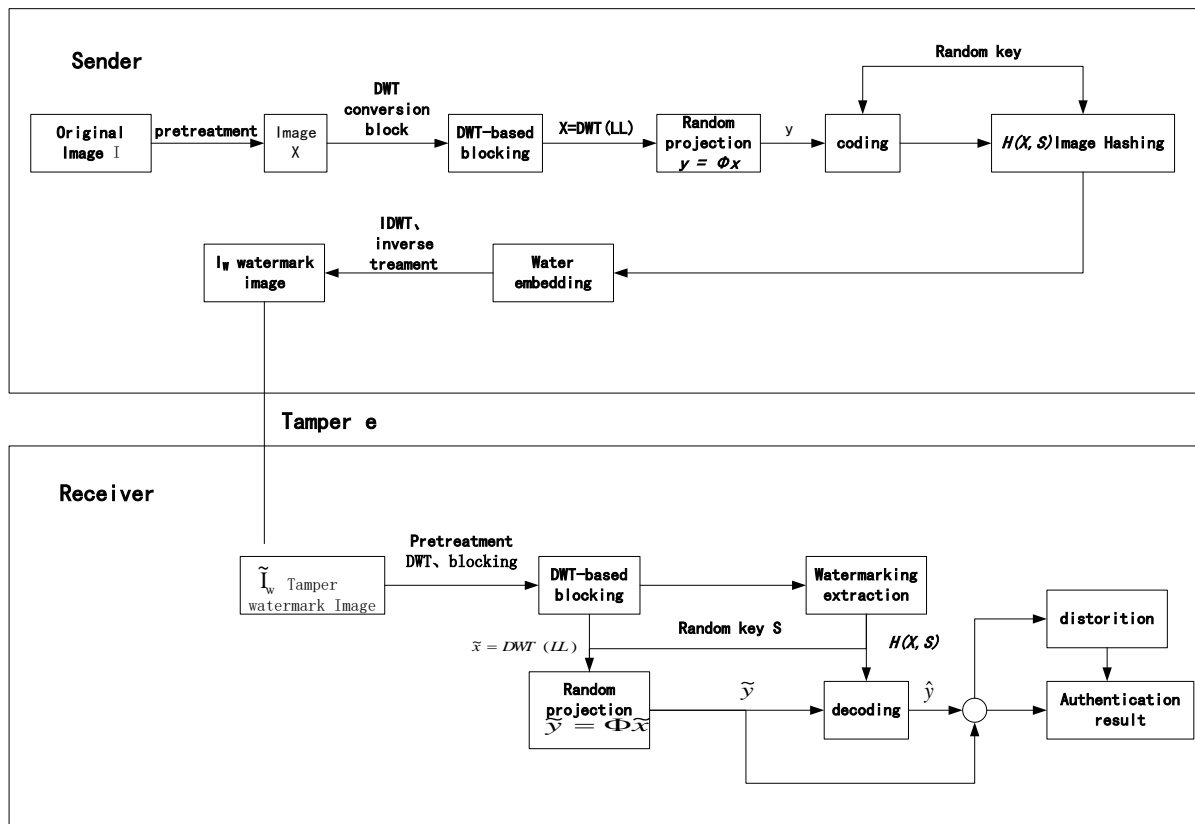 Sender
Random key
DWT
conversion
block
Original
Image I
pretreatment
Image
X
DWT-based
blocking
X=DWT(LL)
Random
projection
y = Φx
y
coding
H(X,S)Image Hashing
IDWT、
inverse
treament
I_W watermark
image
Water
embedding
Tamper e
Receiver
Pretreatment
DWT、blocking
Ĩ_w Tamper
watermark Image
DWT-based
blocking
Watermarking
extraction
distorition
Random key S
H(X,S)
x̃ = DWT (LL)
Random
projection
ỹ = Φx̃
ỹ
decoding
ŷ
Authentication
result